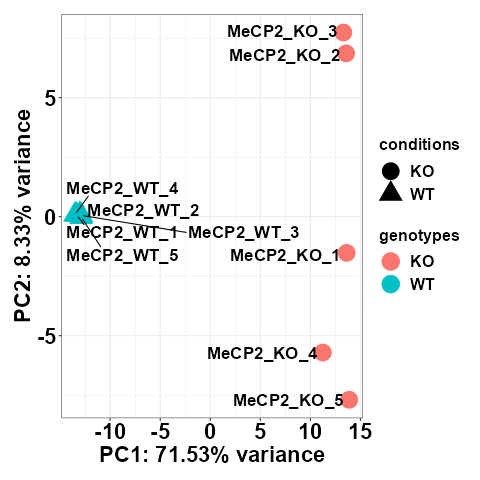 MeCP2_KO_3
MeCP2_KO_2
5
conditions
KO
WT
MeCP2_WT_4
MeCP2_WT_2
0
MeCP2_WT_1
MeCP2_WT_3
genotypes
MeCP2_WT_5
MeCP2_KO_1
KO
WT
-5
MeCP2_KO_4
MeCP2_KO_5
-10 -5 0 5 10 15
PC1: 71.53% variance
PC2: 8.33% variance